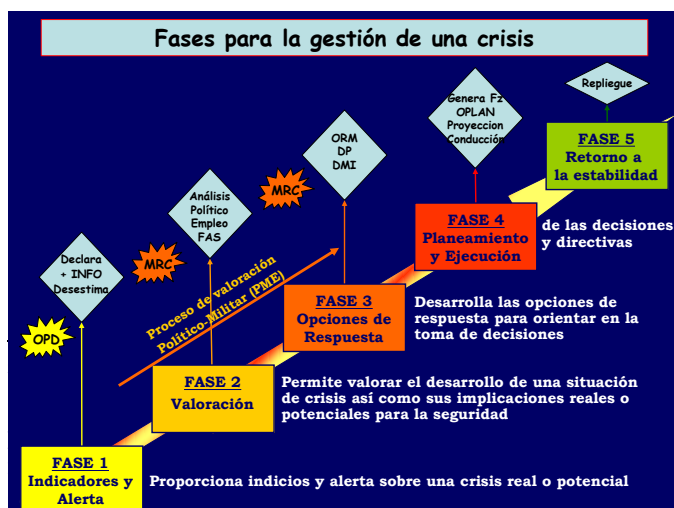 Fases para la gestión de una crisis
Repliegue
Genera Fz
OPLAN
Proyeccion
Conducción
FASE 5
Retorno a
la estabilidad
ORM
DP
DMI
MRC
Análisis
Político
Empleo
FAS
FASE 4
Planeamiento
y Ejecución
de las decisiones
y directivas
Declara
+ INFO
Desestima
MRC
Proceso de valoración
Político-Militar (PME)
OPD
FASE 3
Opciones de
Respuesta
Desarrolla las opciones de
respuesta para orientar en la
toma de decisiones
FASE 2
Valoración
Permite valorar el desarrollo de una situación
de crisis así como sus implicaciones reales o
potenciales para la seguridad
FASE 1
Indicadores y
Alerta
Proporciona indicios y alerta sobre una crisis real o potencial